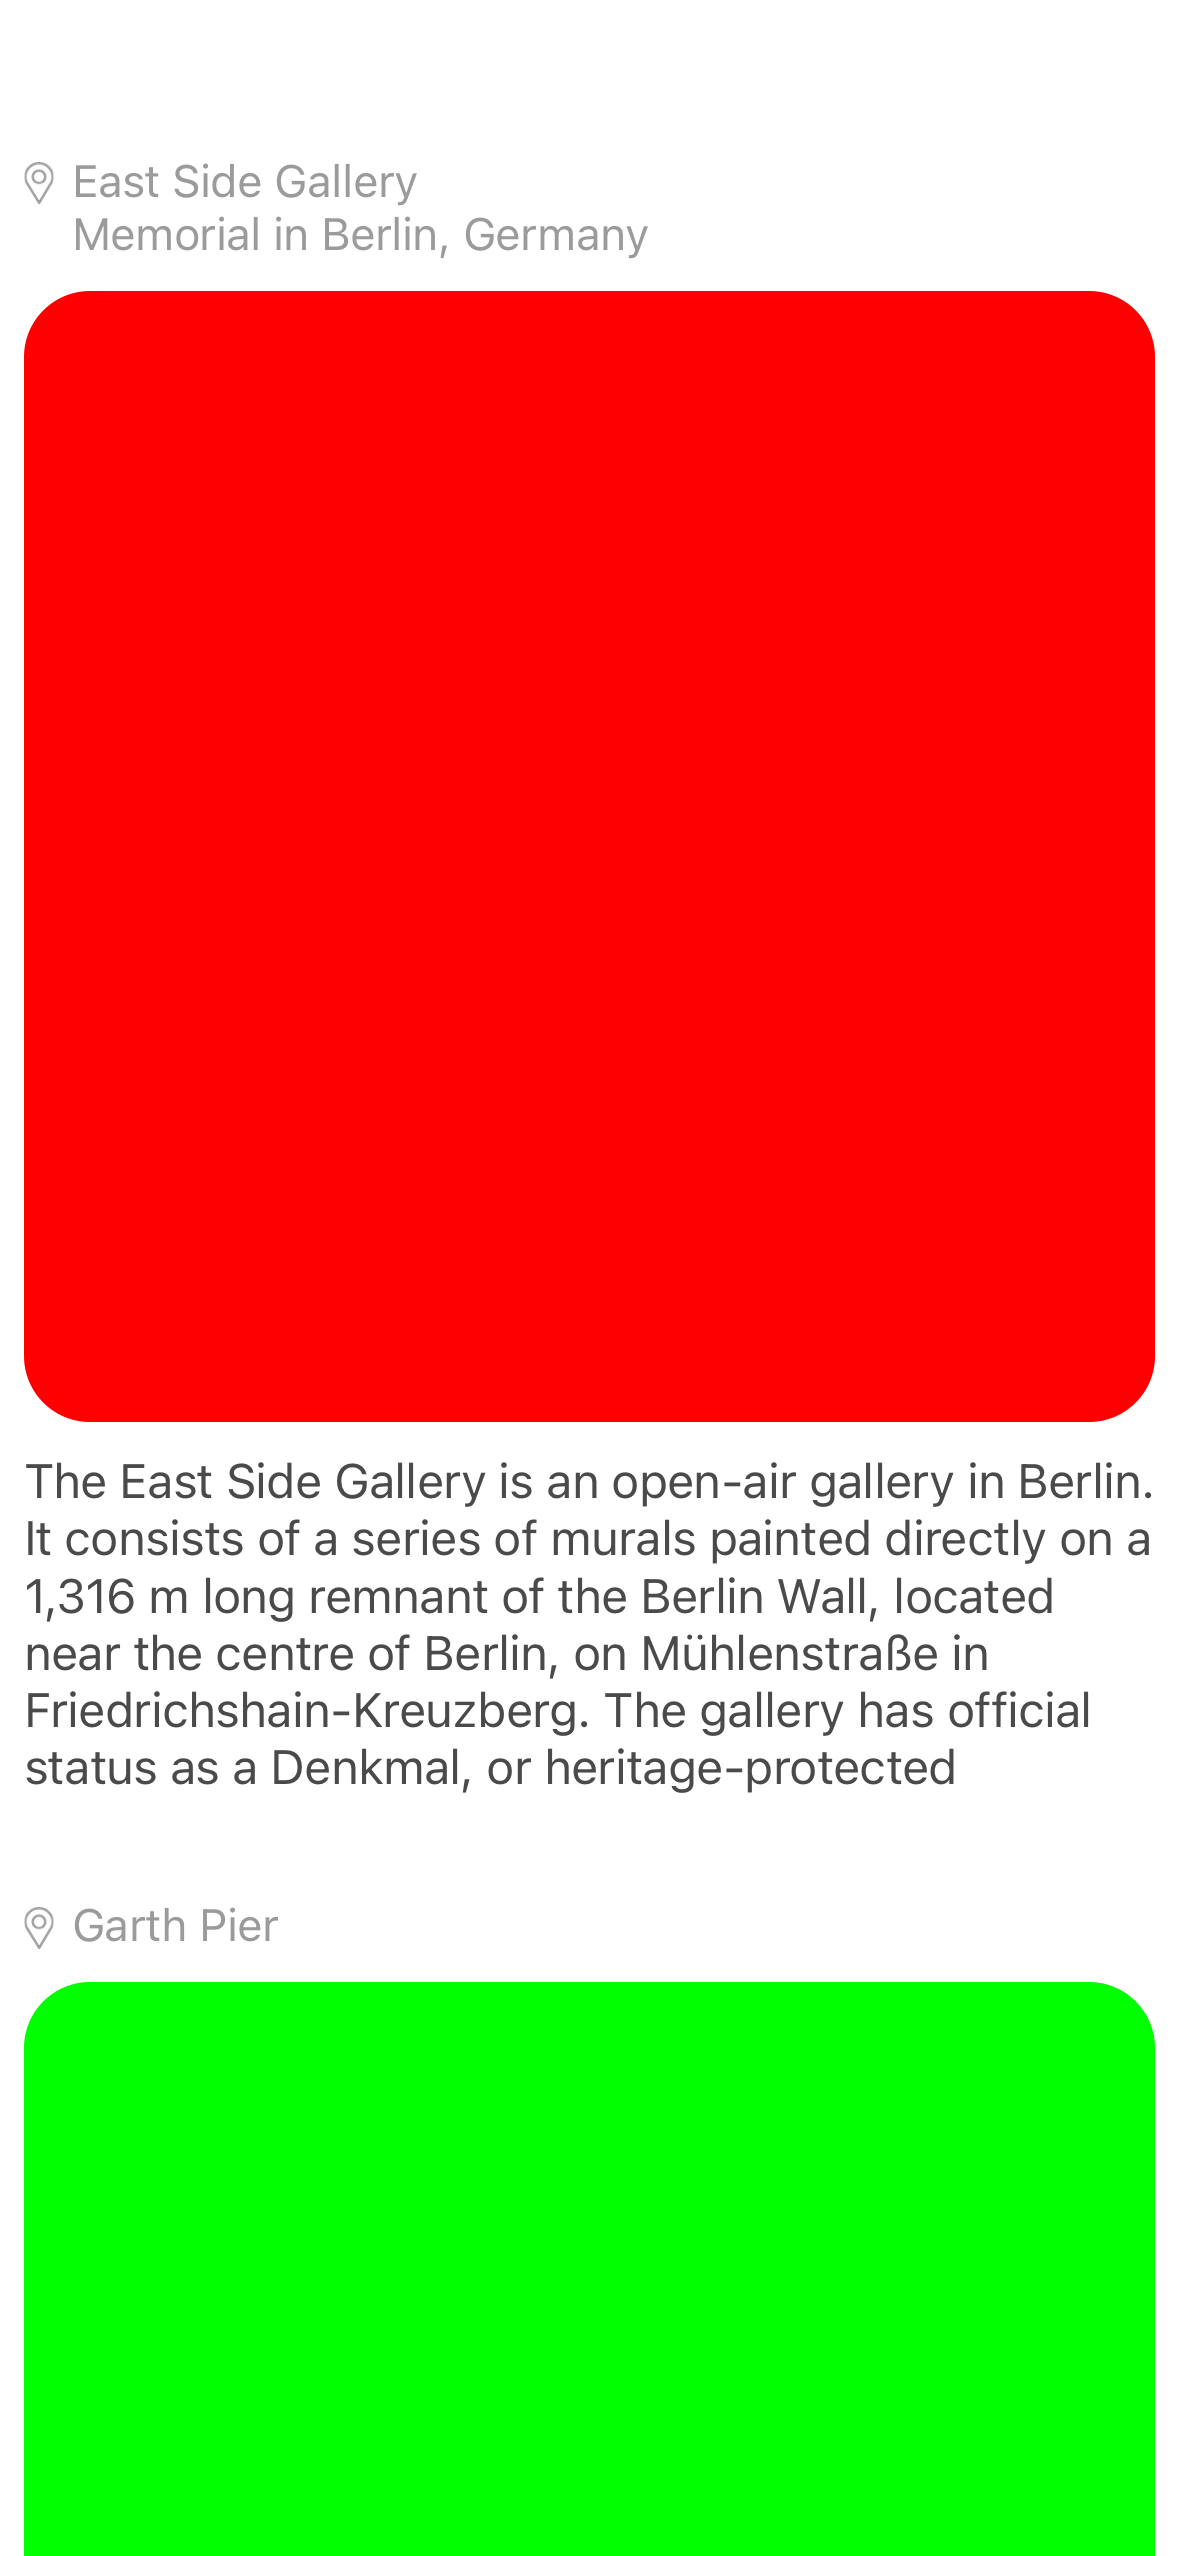 East Side Gallery
Memorial in Berlin, Germany
The East Side Gallery is an open-air gallery in Berlin.
It consists of a series of murals painted directly on a
1,316 m long remnant of the Berlin Wall, located
near the centre of Berlin, on Mühlenstraße in
Friedrichshain-Kreuzberg. The gallery has official
status as a Denkmal, or heritage-protected
Garth Pier